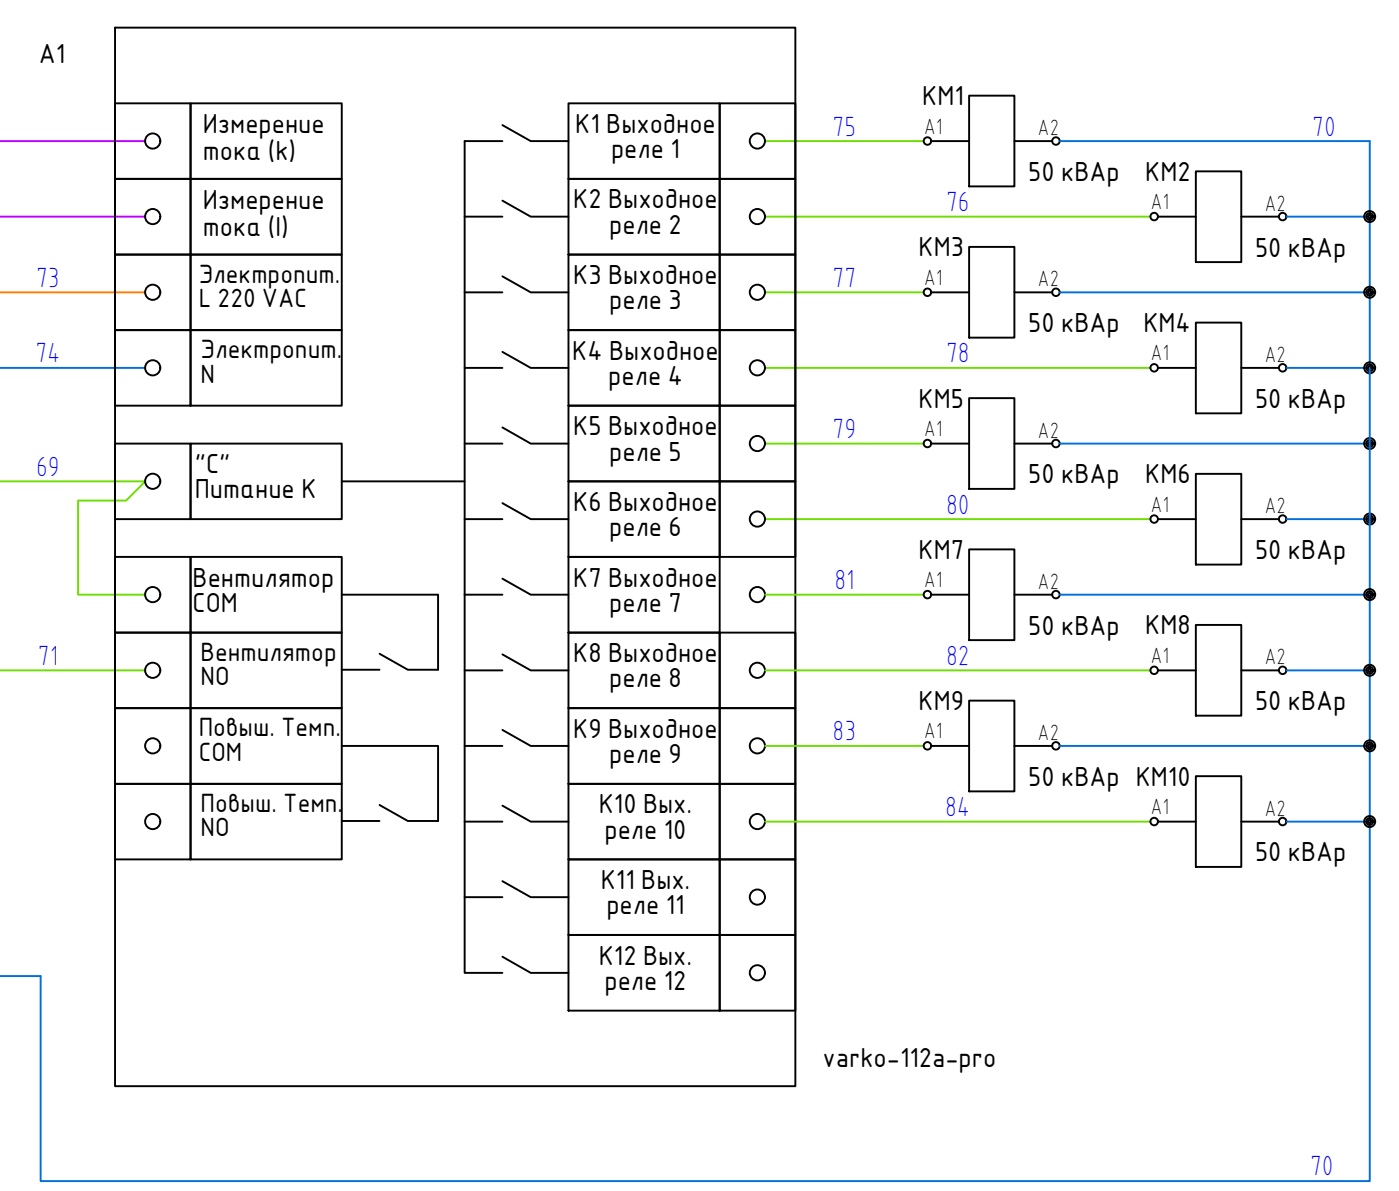 A1
Измерение
тока (k)
Измерение
тока (l)
73
Электропит.
L 220 VAC
74
Электропит.
N
69
"С"
Питание К
Вентилятор
COM
71
Вентилятор
NO
Повыш. Темп.
COM
Повыш. Темп.
NO
K1 Выходное
реле 1
K2 Выходное
реле 2
K3 Выходное
реле 3
K4 Выходное
реле 4
K5 Выходное
реле 5
K6 Выходное
реле 6
K7 Выходное
реле 7
K8 Выходное
реле 8
K9 Выходное
реле 9
K10 Вых.
реле 10
K11 Вых.
реле 11
K12 Вых.
реле 12
75
KM1
A1
A2
50 кВАр
70
76
KM2
A1
A2
50 кВАр
77
KM3
A1
A2
50 кВАр
78
KM4
A1
A2
50 кВАр
79
KM5
A1
A2
50 кВАр
80
KM6
A1
A2
50 кВАр
81
KM7
A1
A2
50 кВАр
82
KM8
A1
A2
50 кВАр
83
KM9
A1
A2
50 кВАр
84
KM10
A1
A2
50 кВАр
varko-112a-pro
70